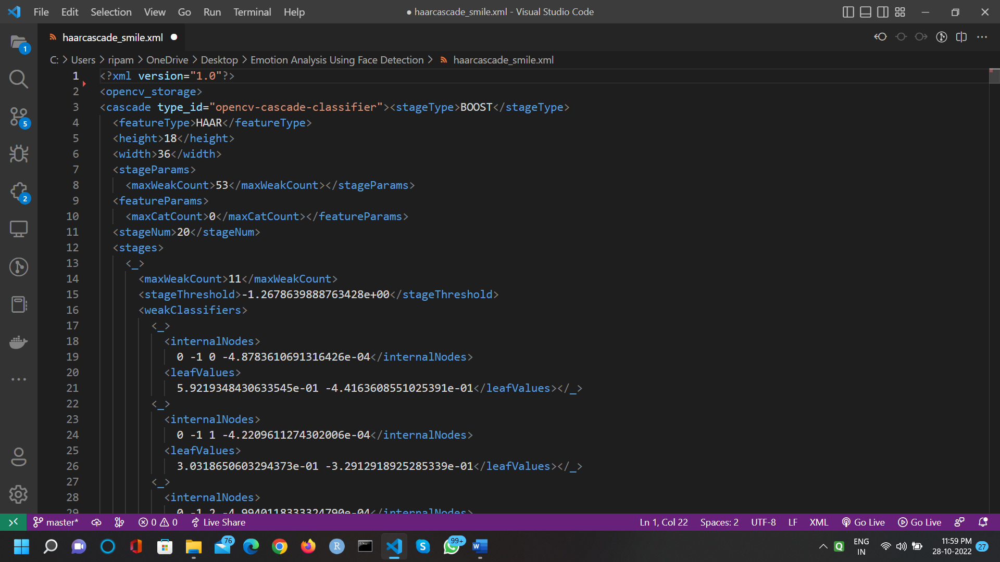 File Edit Selection View Go Run Terminal Help ● haarcascade_smile.xml - Visual Studio Code
haarcascade_smile.xml
1
C: > Users > ripam > OneDrive > Desktop > Emotion Analysis Using Face Detection > haarcascade_smile.xml
1 <?xml version="1.0"?>
2 <opencv_storage>
3 <cascade type_id="opencv-cascade-classifier"><stageType>BOOST</stageType>
4 <featureType>HAAR</featureType>
5 <height>18</height>
6 <width>36</width>
7 <stageParams>
8 <maxWeakCount>53</maxWeakCount></stageParams>
9 <featureParams>
10 <maxCatCount>0</maxCatCount></featureParams>
11 <stageNum>20</stageNum>
12 <stages>
13 <_>
14 <maxWeakCount>11</maxWeakCount>
15 <stageThreshold>-1.2678639888763428e+00</stageThreshold>
16 <weakClassifiers>
17 <_>
18 <internalNodes>
19 0 -1 0 -4.8783610691316426e-04</internalNodes>
20 <leafValues>
21 5.9219348430633545e-01 -4.4163608551025391e-01</leafValues></_>
22 <_>
23 <internalNodes>
24 0 -1 1 -4.2209611274302006e-04</internalNodes>
25 <leafValues>
26 3.0318650603294373e-01 -3.2912918925285339e-01</leafValues></_>
27 <_>
28 <internalNodes>
29 0 -1 2 -4.9940118333324790e-04</internalNodes>
5
2
master* 0 0 Live Share Ln 1, Col 22 Spaces: 2 UTF-8 LF XML Go Live Go Live
76 R S 99+ W Q ENG IN 11:59 PM 28-10-2022 27